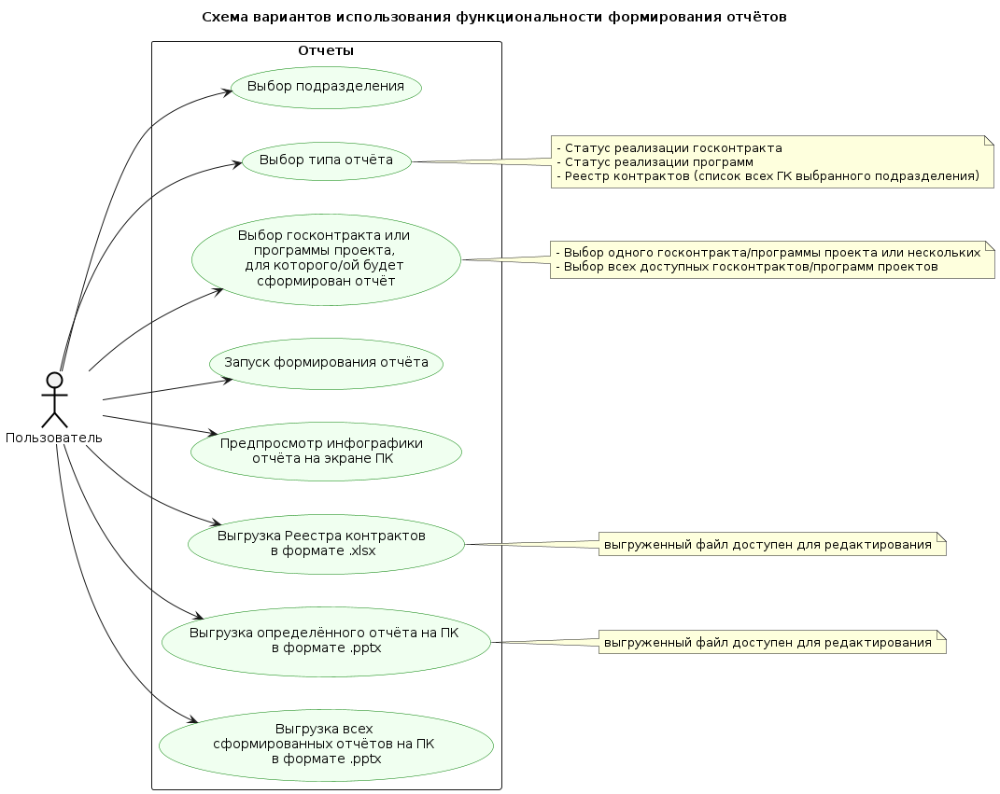 Схема вариантов использования функциональности формирования отчётов
Отчеты
Выбор подразделения
Выбор типа отчёта
- Статус реализации госконтракта
- Статус реализации программ
- Реестр контрактов (список всех ГК выбранного подразделения)
Выбор госконтракта или
программы проекта,
для которого/ой будет
сформирован отчёт
- Выбор одного госконтракта/программы проекта или нескольких
- Выбор всех доступных госконтрактов/программ проектов
Запуск формирования отчёта
Пользователь
Предпросмотр инфографики
отчёта на экране ПК
Выгрузка Реестра контрактов
в формате .xlsx
выгруженный файл доступен для редактирования
Выгрузка определённого отчёта на ПК
в формате .pptx
выгруженный файл доступен для редактирования
Выгрузка всех
сформированных отчётов на ПК
в формате .pptx